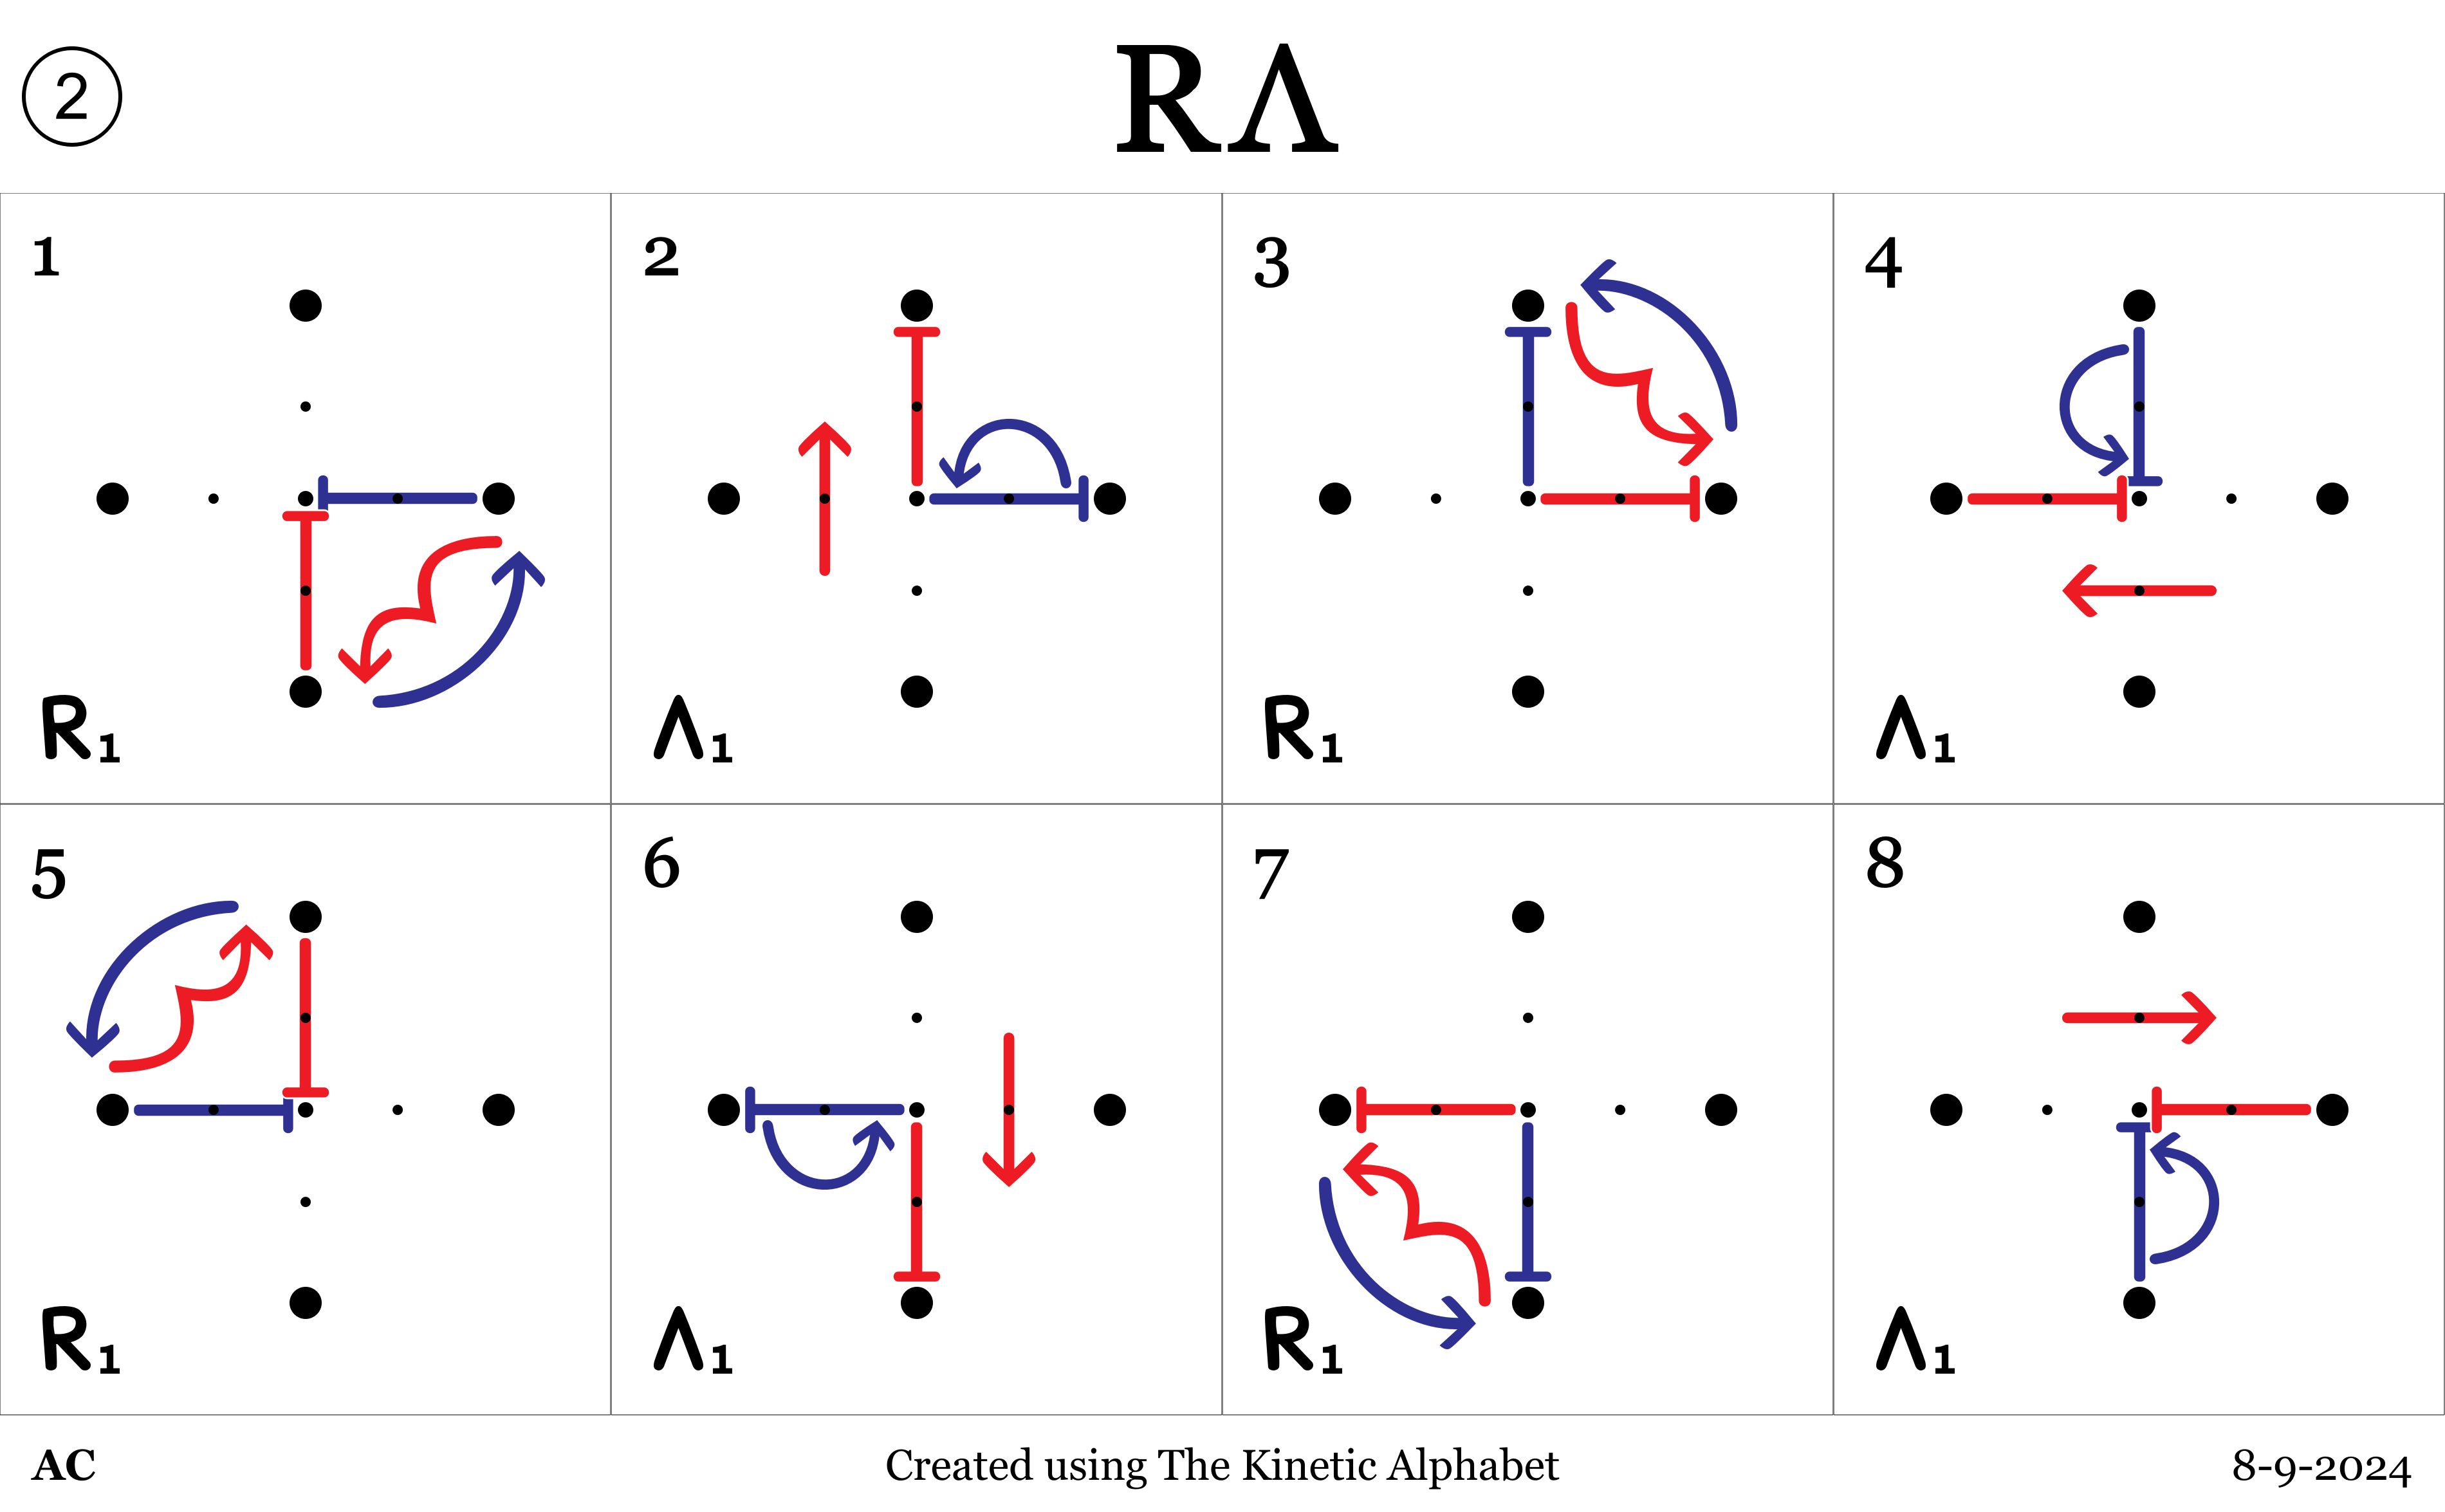 2
RΛ
1
2
3
4
R1
Λ1
R1
Λ1
5
6
7
8
R1
Λ1
R1
Λ1
AC
Created using The Kinetic Alphabet
8-9-2024